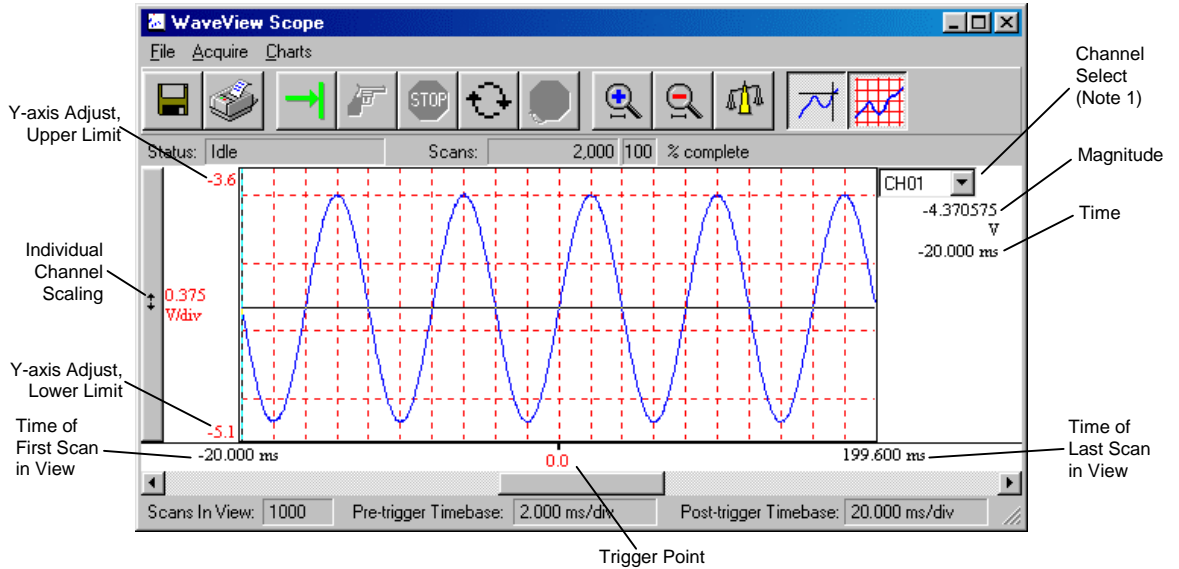 WaveView Scope
File Acquire Charts
STOP
Status: Idle Scans: 2,000 100 % complete
Y-axis Adjust,
Upper Limit
-3.6
CH01
-4.370575
V
-20.000 ms
Channel
Select
(Note 1)
Magnitude
Time
Individual
Channel
Scaling
0.375
V/div
Y-axis Adjust,
Lower Limit
-5.1
Time of
First Scan
in View
-20.000 ms
0.0
199.600 ms
Time of
Last Scan
in View
Scans In View: 1000 Pre-trigger Timebase: 2.000 ms/div Post-trigger Timebase: 20.000 ms/div
Trigger Point